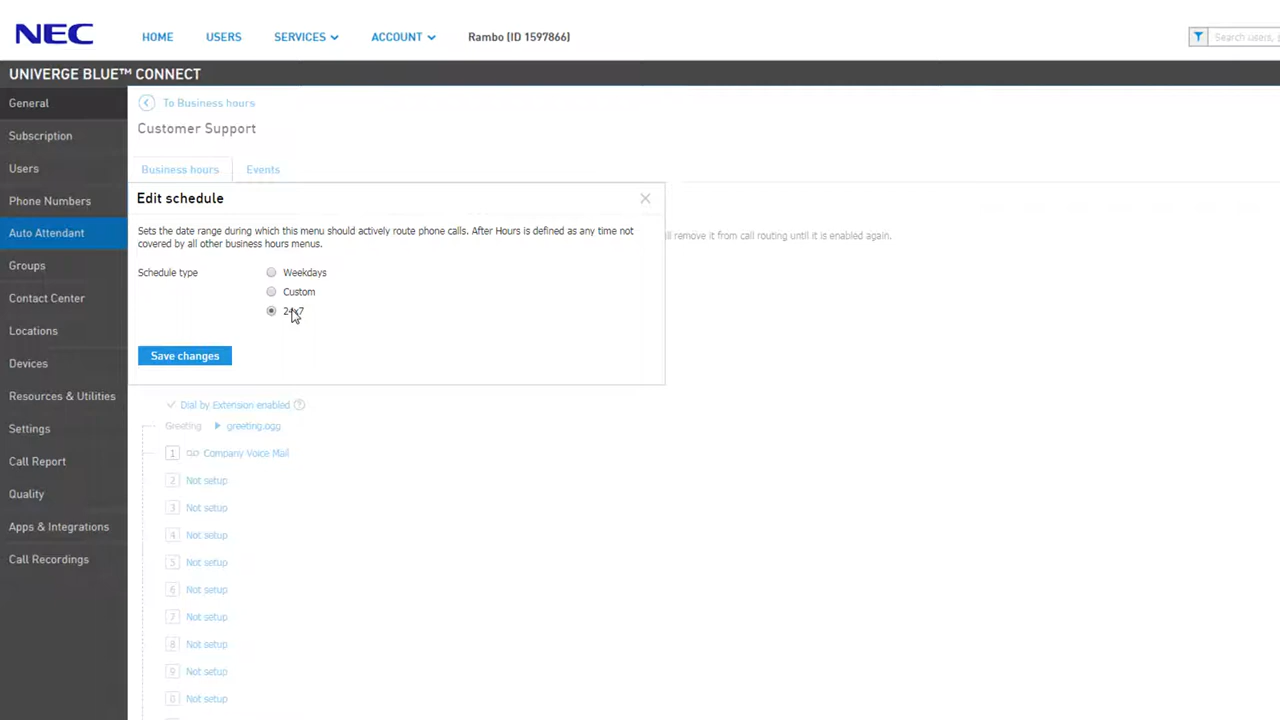 NEC
HOME USERS SERVICES ACCOUNT Rambo (ID 1597866)
Search users,
UNIVERGE BLUE™ CONNECT
General
Subscription
Users
Phone Numbers
Auto Attendant
Groups
Contact Center
Locations
Devices
Resources & Utilities
Settings
Call Report
Quality
Apps & Integrations
Call Recordings
To Business hours
Customer Support
Business hours Events
Edit schedule
Sets the date range during which this menu should actively route phone calls. After Hours is defined as any time not
covered by all other business hours menus.
ll remove it from call routing until it is enabled again.
Schedule type
Weekdays
Custom
24x7
Save changes
Dial by Extension enabled ?
Greeting greeting.ogg
1 Company Voice Mail
2 Not setup
3 Not setup
4 Not setup
5 Not setup
6 Not setup
7 Not setup
8 Not setup
9 Not setup
0 Not setup